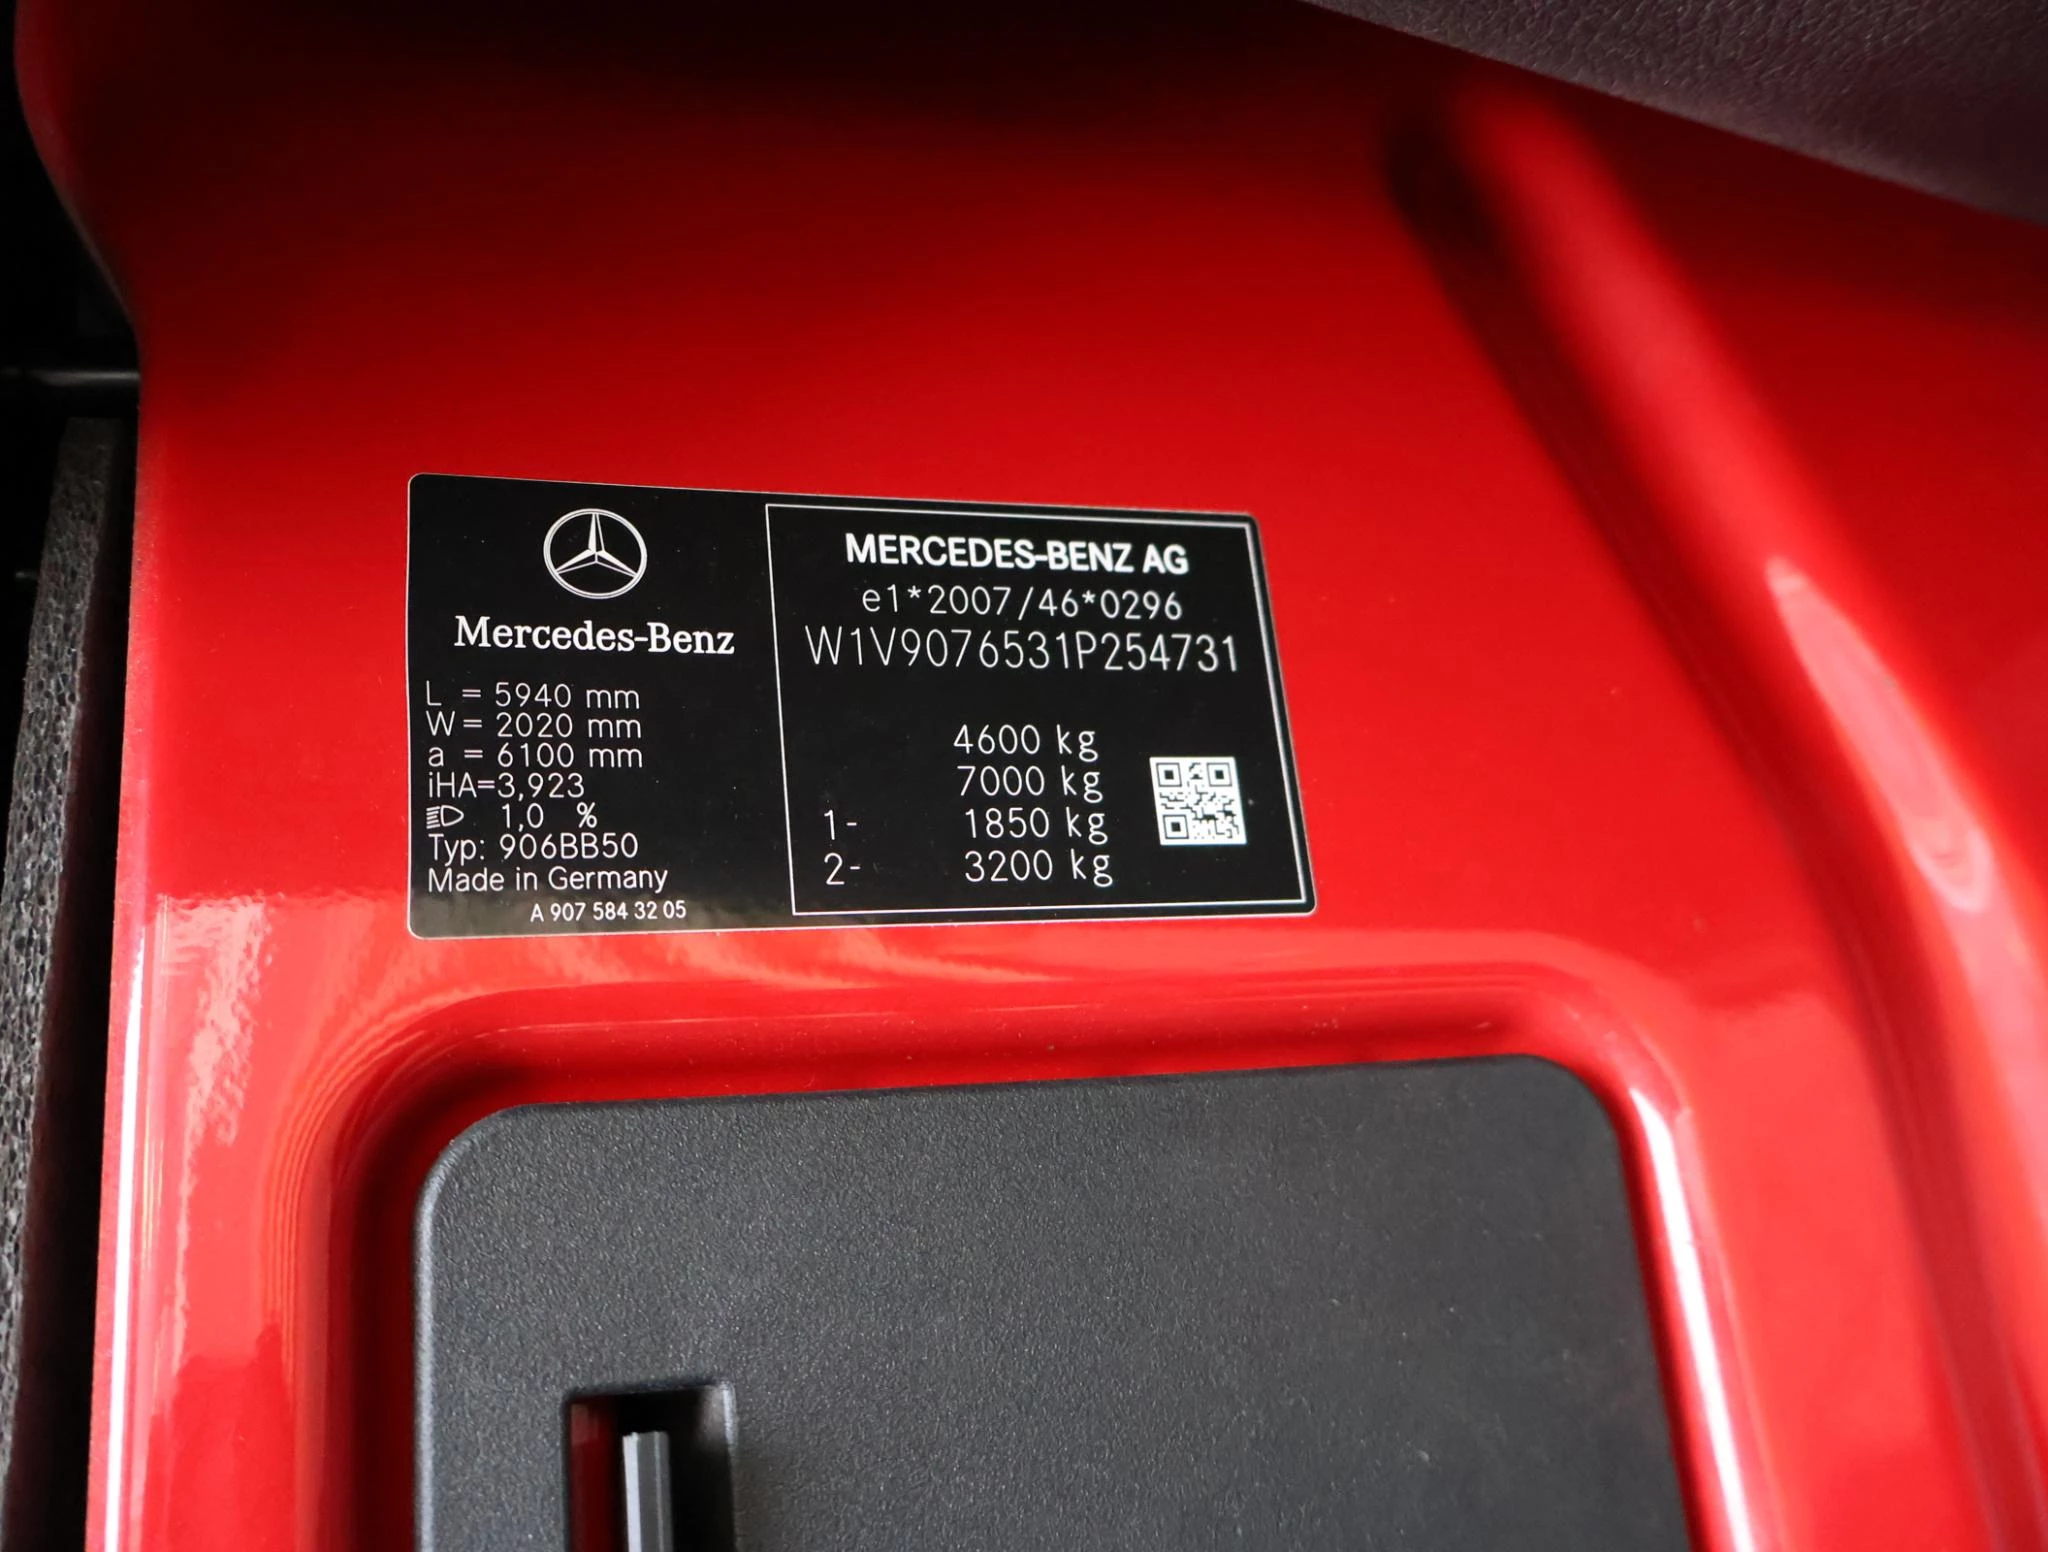 Mercedes-Benz
L = 5940 mm
W = 2020 mm
a = 6100 mm
iHA=3,923
1,0 %
Typ: 906BB50
Made in Germany
A 907 584 32 05
MERCEDES-BENZ AG
e1*2007/46*0296
W1V9076531P254731
4600 kg
7000 kg
1- 1850 kg
2- 3200 kg